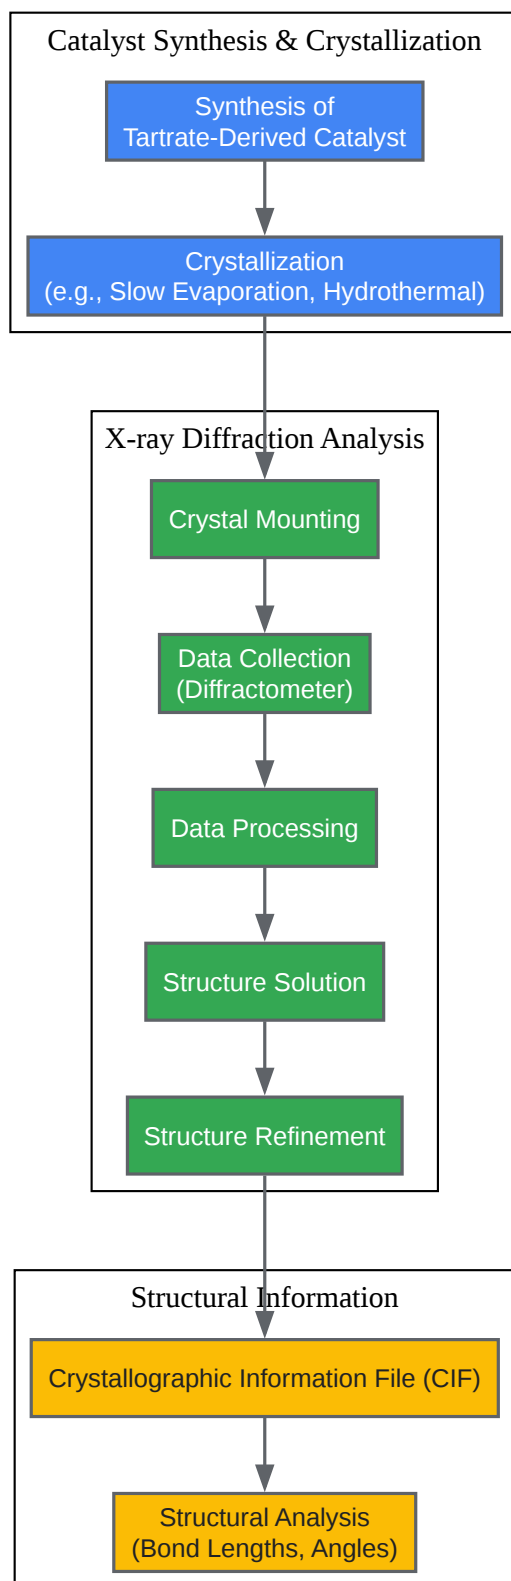 Catalyst Synthesis & Crystallization
Synthesis of
Tartrate-Derived Catalyst
Crystallization
(e.g., Slow Evaporation, Hydrothermal)
X-ray Diffraction Analysis
Crystal Mounting
Data Collection
(Diffractometer)
Data Processing
Structure Solution
Structure Refinement
Structural Information
Crystallographic Information File (CIF)
Structural Analysis
(Bond Lengths, Angles)